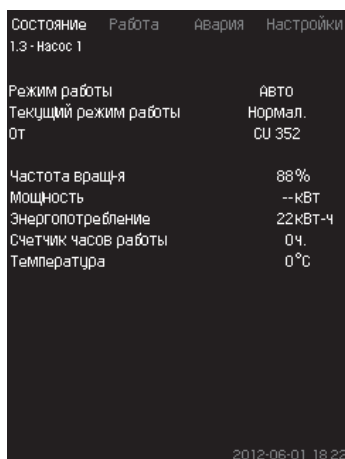 Состояние Работа Авария Настройки
1.3 - Насос 1
Режим работы Авто
Текущий режим работы Нормал.
От CU 352
Частота вращ-я 88%
Мощность --кВт
Энергопотребление 22кВт-ч
Счетчик часов работы 0ч.
Температура 0°C
2012-06-01 18:22